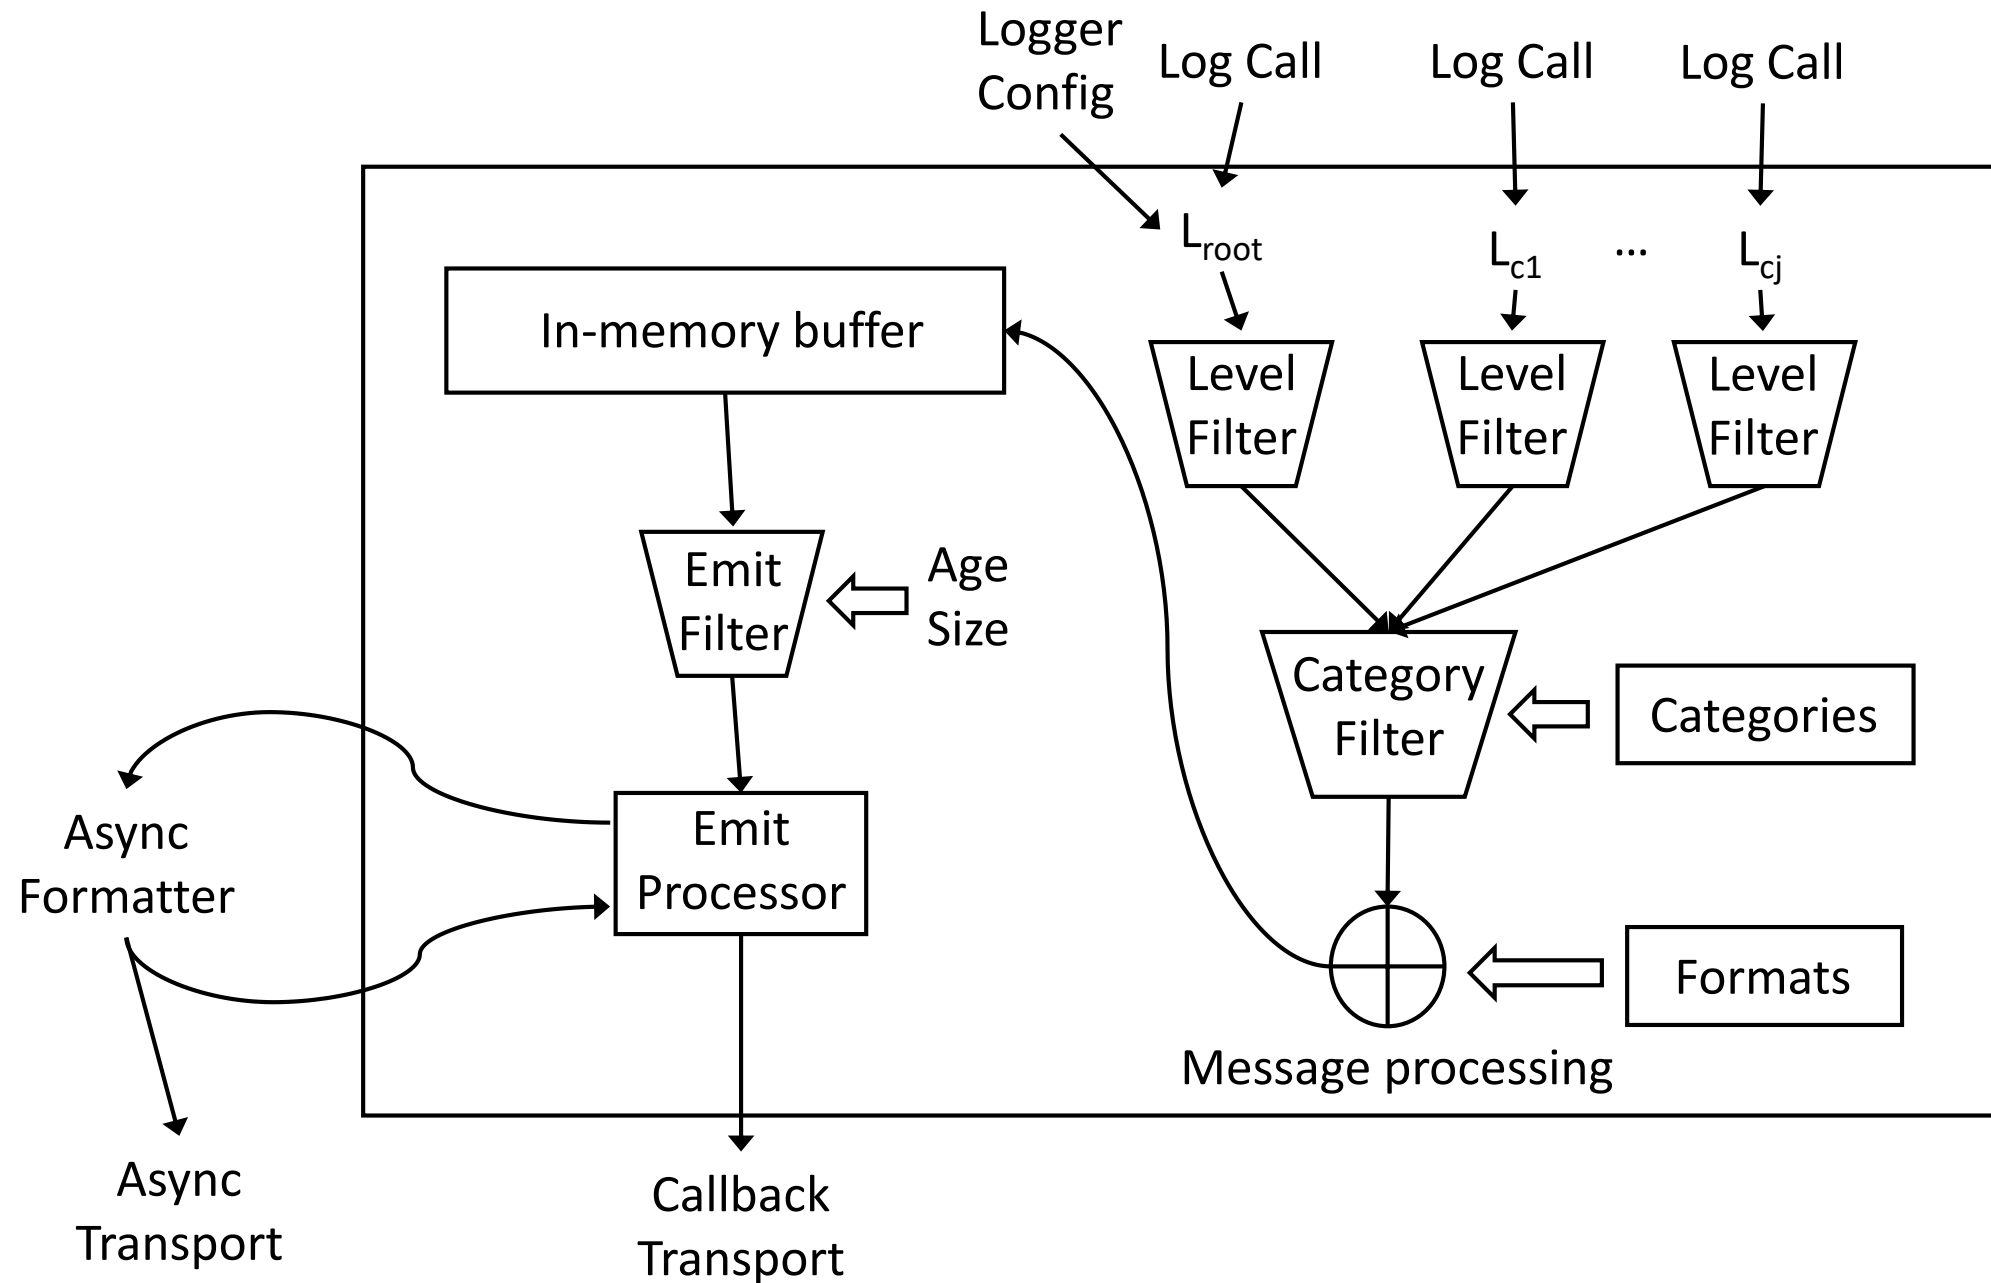 Logger
Config
Log Call
Log Call
Log Call
Lroot
Lc1
...
Lcj
In-memory buffer
Level
Filter
Level
Filter
Level
Filter
Emit
Filter
Age
Size
Category
Filter
Categories
Async
Formatter
Emit
Processor
Formats
Message processing
Async
Transport
Callback
Transport